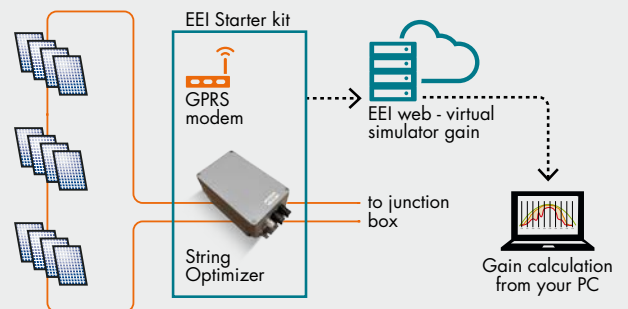 EEI Starter kit
GPRS
modem
EEI web - virtual
simulator gain
to junction
box
String
Optimizer
Gain calculation
from your PC